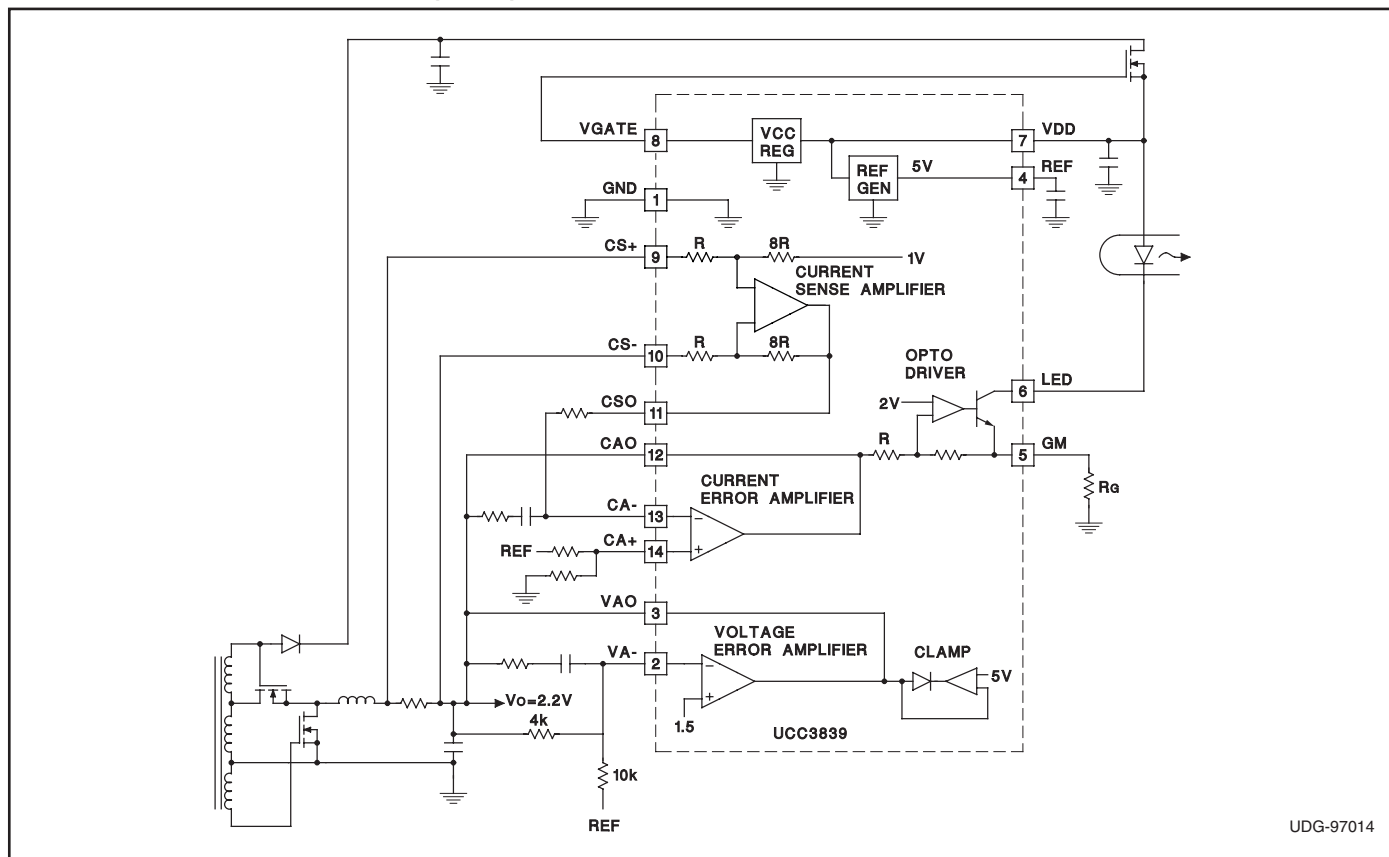 VGATE
8
VCC
REG
7
VDD
REF
GEN
5V
4
REF
GND
1
CS+
9
R
8R
1V
CURRENT
SENSE AMPLIFIER
CS-
10
R
8R
OPTO
DRIVER
6
LED
2V
CSO
11
CAO
12
R
5
GM
CURRENT
ERROR AMPLIFIER
RG
CA-
13
-
REF
CA+
14
+
VAO
3
VOLTAGE
ERROR AMPLIFIER
CLAMP
VA-
2
-
5V
+
Vo=2.2V
4k
1.5
UCC3839
10k
REF
UDG-97014